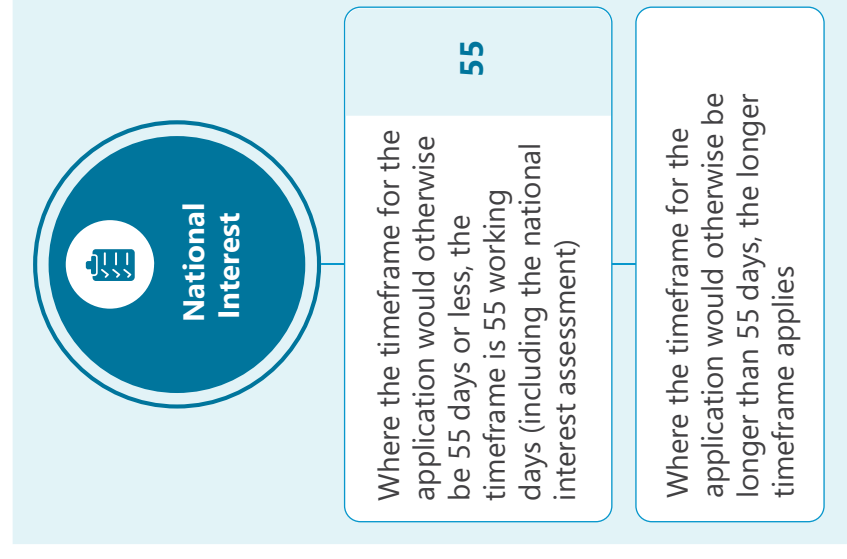 National
Interest
Where the timeframe for the
application would otherwise
be 55 days or less, the
timeframe is 55 working
days (including the national
interest assessment)
55
Where the timeframe for the
application would otherwise be
longer than 55 days, the longer
timeframe applies